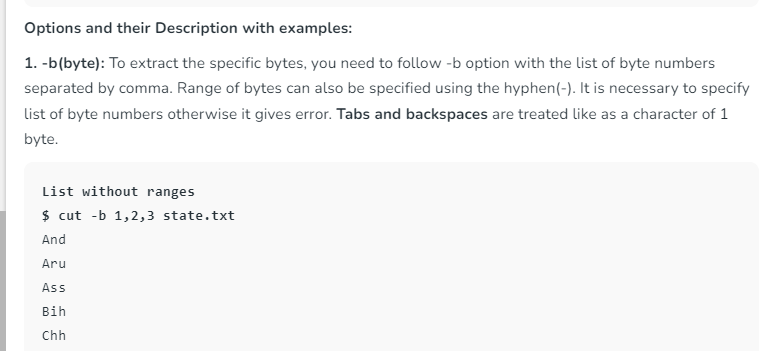 Options and their Description with examples:
1. -b(byte): To extract the specific bytes, you need to follow -b option with the list of byte numbers
separated by comma. Range of bytes can also be specified using the hyphen(-). It is necessary to specify
list of byte numbers otherwise it gives error. Tabs and backspaces are treated like as a character of 1
byte.
List without ranges
$ cut -b 1,2,3 state.txt
And
Aru
Ass
Bih
Chh